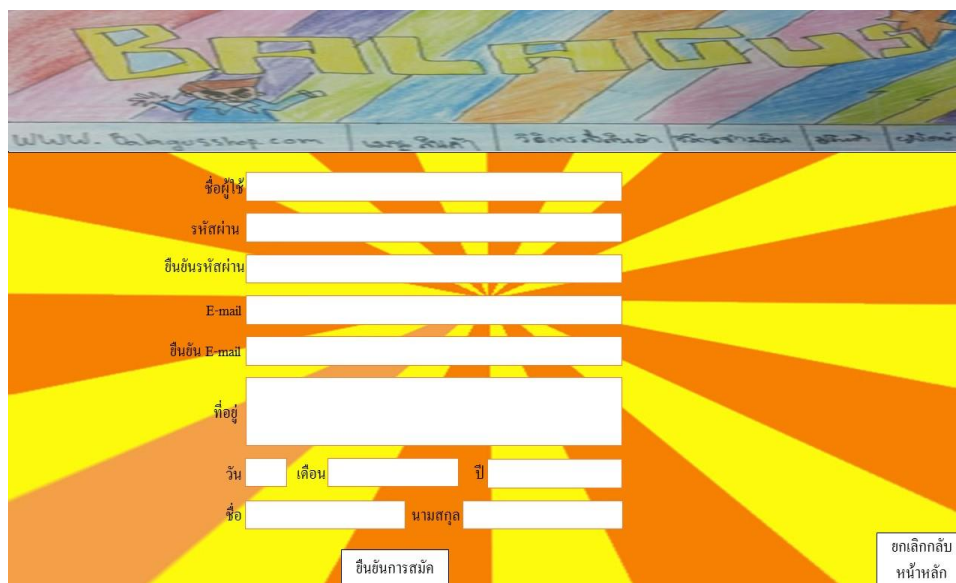 BALAGUS
www.Balagusshop.com
ชื่อผู้ใช้
รหัสผ่าน
ยืนยันรหัสผ่าน
E-mail
ยืนยัน E-mail
ที่อยู่
วัน เดือน ปี
ชื่อ นามสกุล
ยืนยันการสมัค
ยกเลิกกลับ
หน้าหลัก